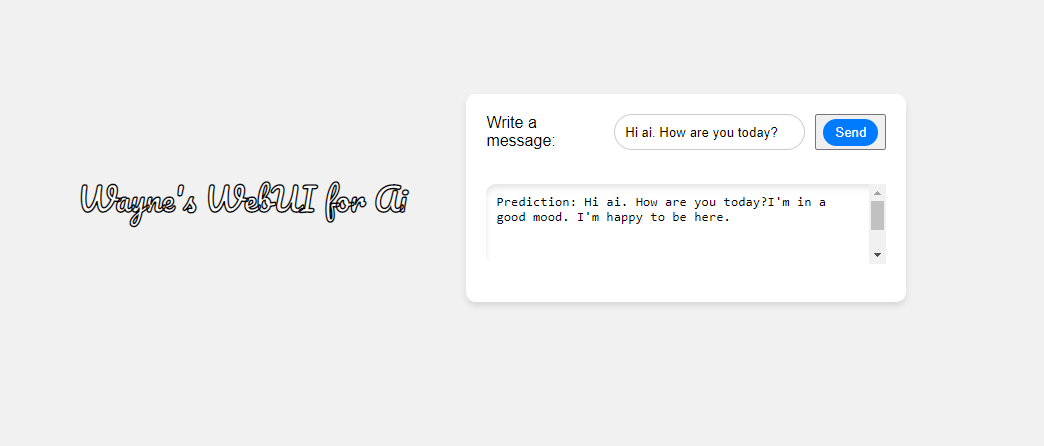 Wayne's WebUI for Ai
Write a
message:
Hi ai. How are you today?
Send
Prediction: Hi ai. How are you today?I'm in a
good mood. I'm happy to be here.